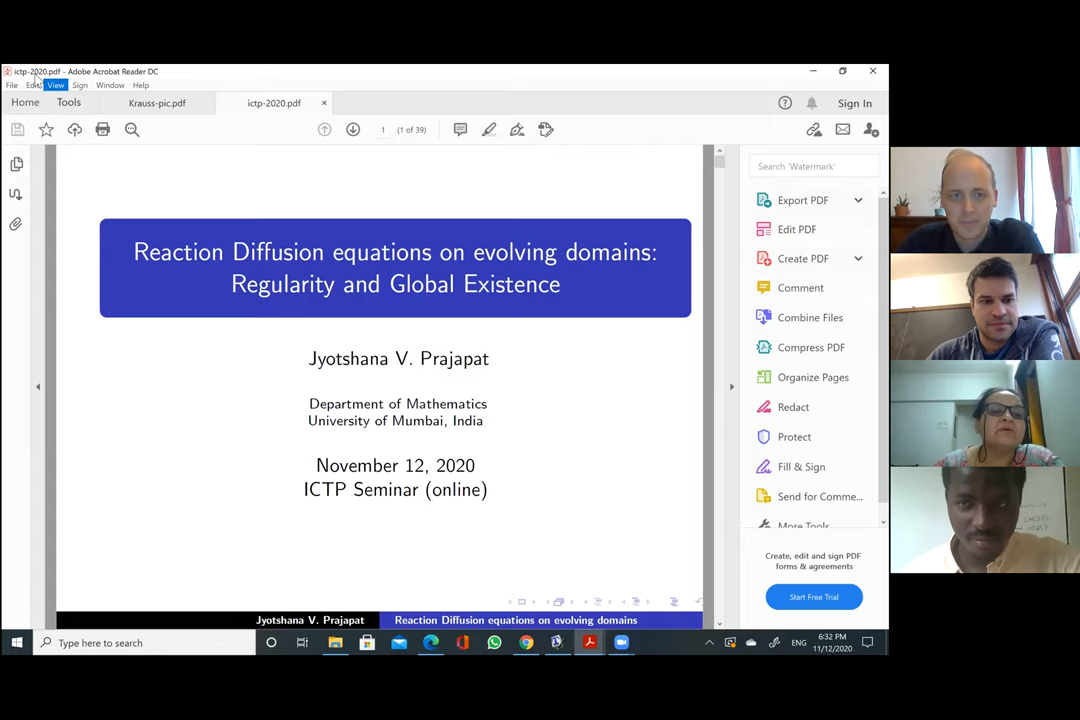 ictp-2020.pdf - Adobe Acrobat Reader DC
File Edit View Sign Window Help
Home Tools Krauss-pic.pdf ictp-2020.pdf × Sign In
1 (1 of 39)
Search 'Watermark'
Export PDF
Edit PDF
Create PDF
Comment
Combine Files
Compress PDF
Organize Pages
Redact
Protect
Fill & Sign
Send for Comme...
More Tools
Create, edit and sign PDF
forms & agreements
Start Free Trial
Reaction Diffusion equations on evolving domains:
Regularity and Global Existence
Jyotshana V. Prajapat
Department of Mathematics
University of Mumbai, India
November 12, 2020
ICTP Seminar (online)
Jyotshana V. Prajapat Reaction Diffusion equations on evolving domains
Type here to search
ENG
6:32 PM
11/12/2020